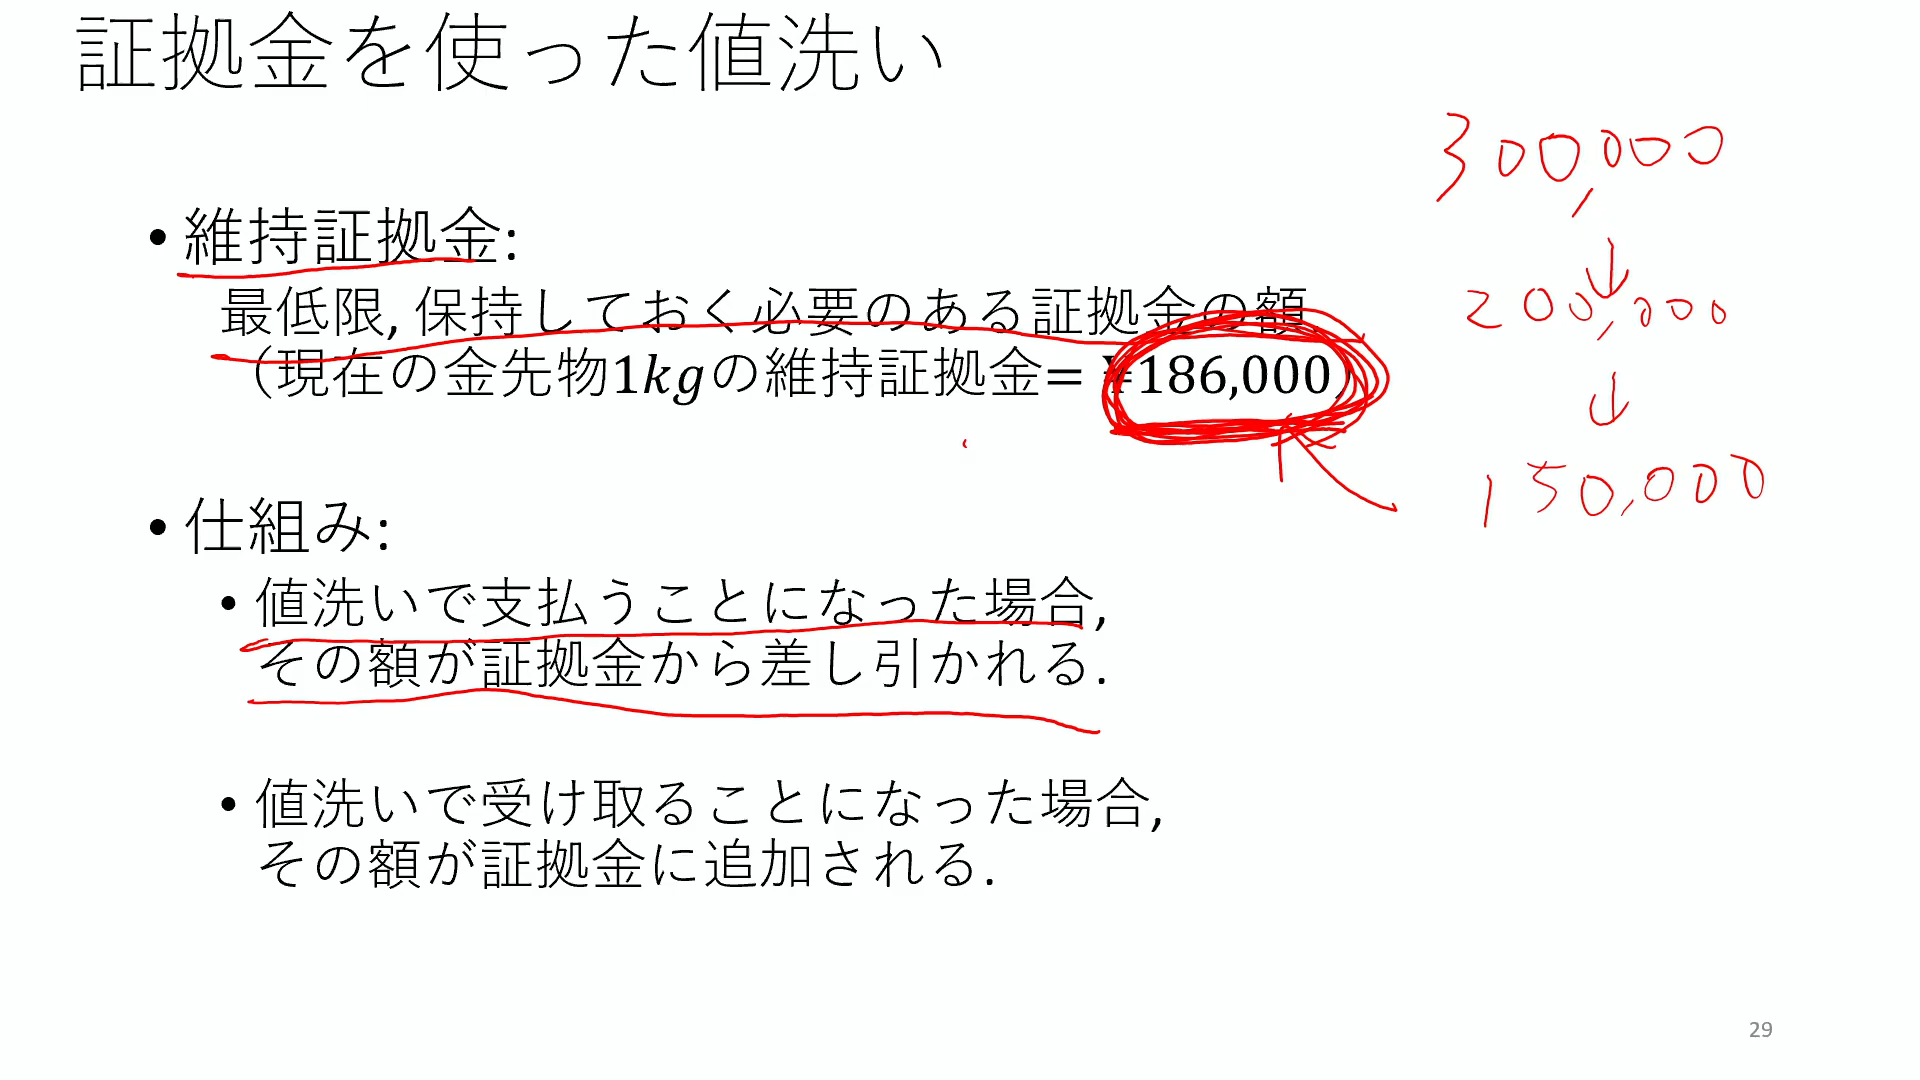 証拠金を使った値洗い
300,000
200,000
150,000
• 維持証拠金:
最低限, 保持しておく必要のある証拠金の額.
（現在の金先物1kgの維持証拠金= ¥186,000）
• 仕組み:
• 値洗いで支払うことになった場合,
その額が証拠金から差し引かれる.
• 値洗いで受け取ることになった場合,
その額が証拠金に追加される.
29